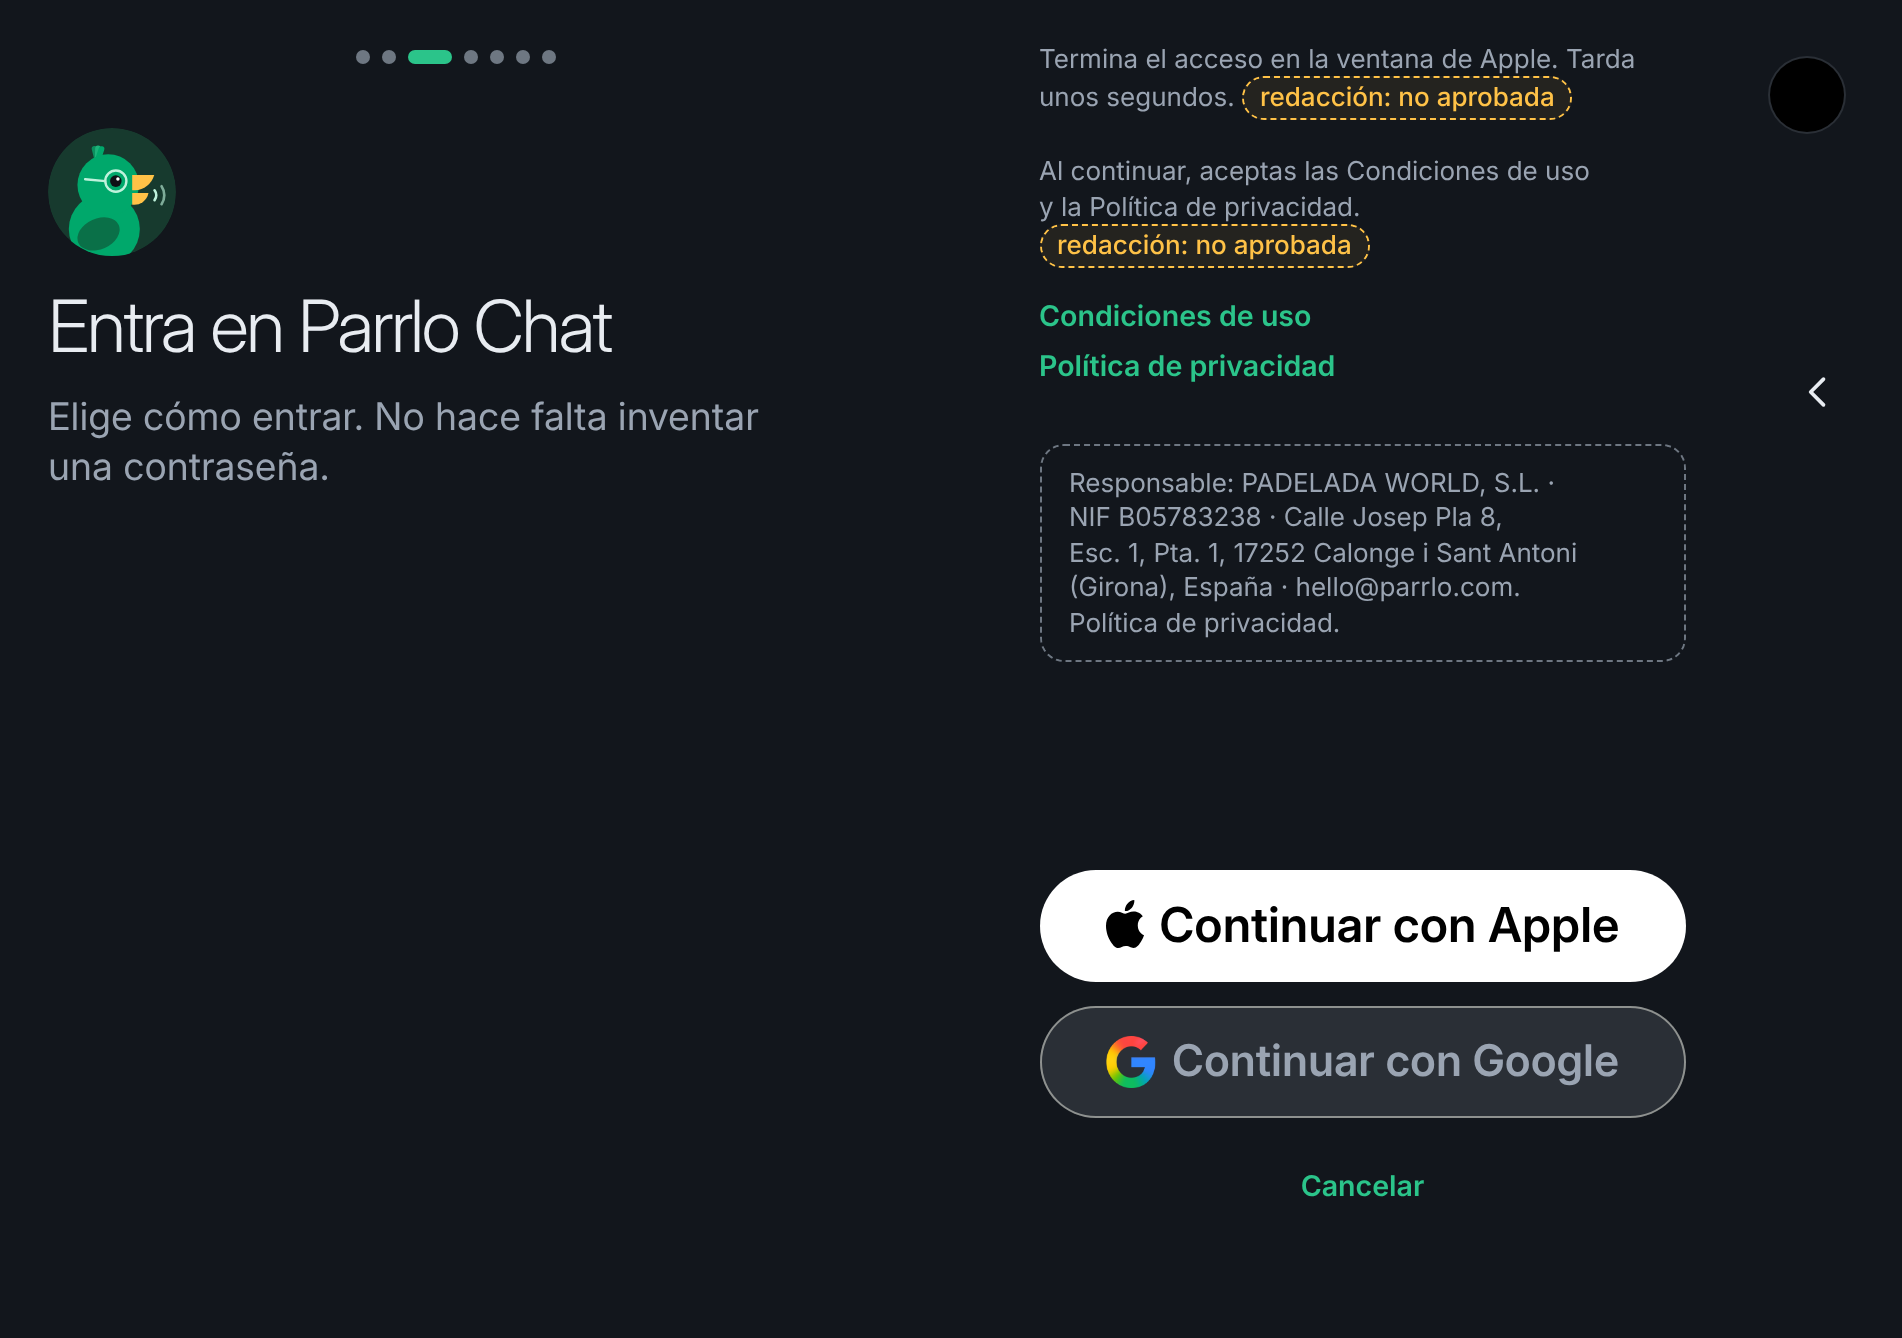 Entra en Parrlo Chat
Elige cómo entrar. No hace falta inventar
una contraseña.
Termina el acceso en la ventana de Apple. Tarda
unos segundos. redacción: no aprobada
Al continuar, aceptas las Condiciones de uso
y la Política de privacidad.
redacción: no aprobada
Condiciones de uso
Política de privacidad
Responsable: PADELADA WORLD, S.L. ·
NIF B05783238 · Calle Josep Pla 8,
Esc. 1, Pta. 1, 17252 Calonge i Sant Antoni
(Girona), España · hello@parrlo.com.
Política de privacidad.
Continuar con Apple
Continuar con Google
Cancelar